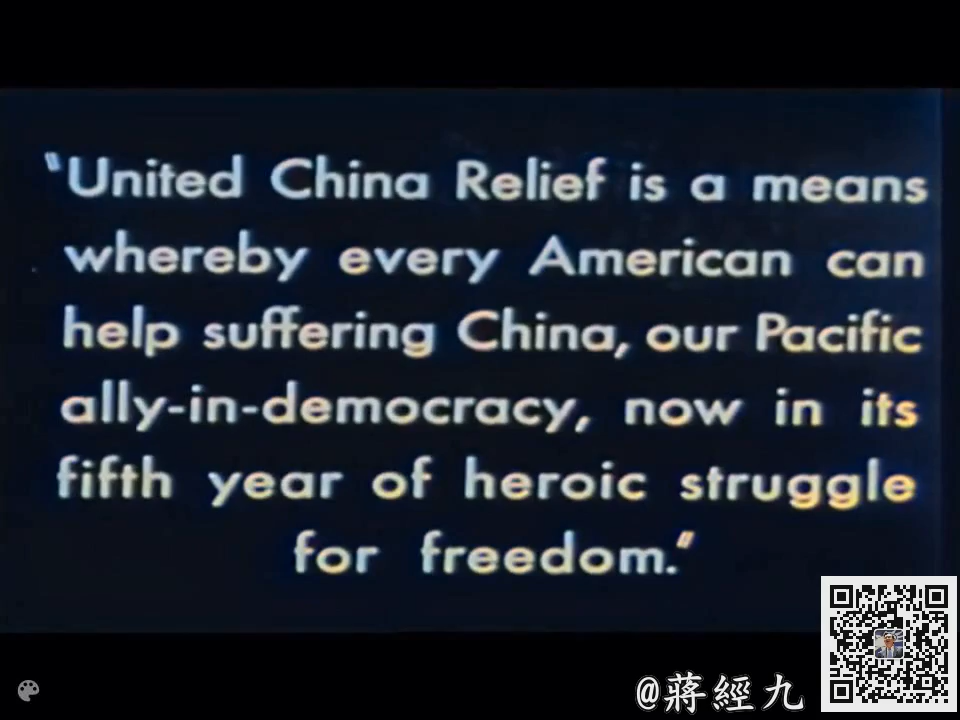 “United China Relief is a means
whereby every American can
help suffering China, our Pacific
ally-in-democracy, now in its
fifth year of heroic struggle
for freedom.”
@蔣經九